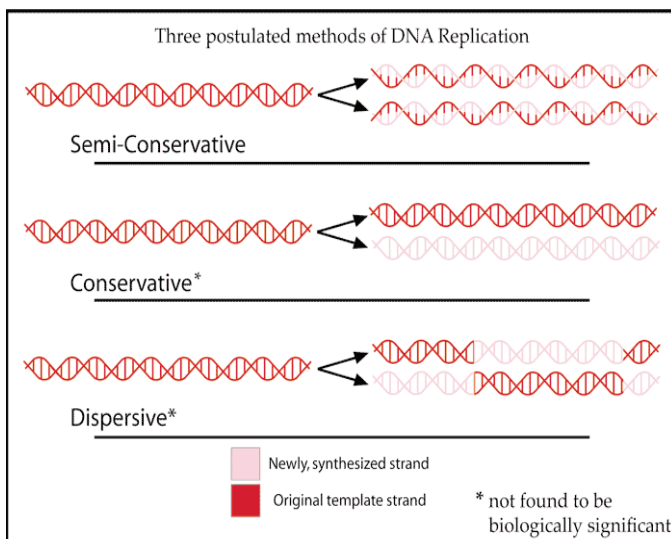 Three postulated methods of DNA Replication
Semi-Conservative
Conservative*
Dispersive*
Newly, synthesized strand
Original template strand
* not found to be
biologically significant